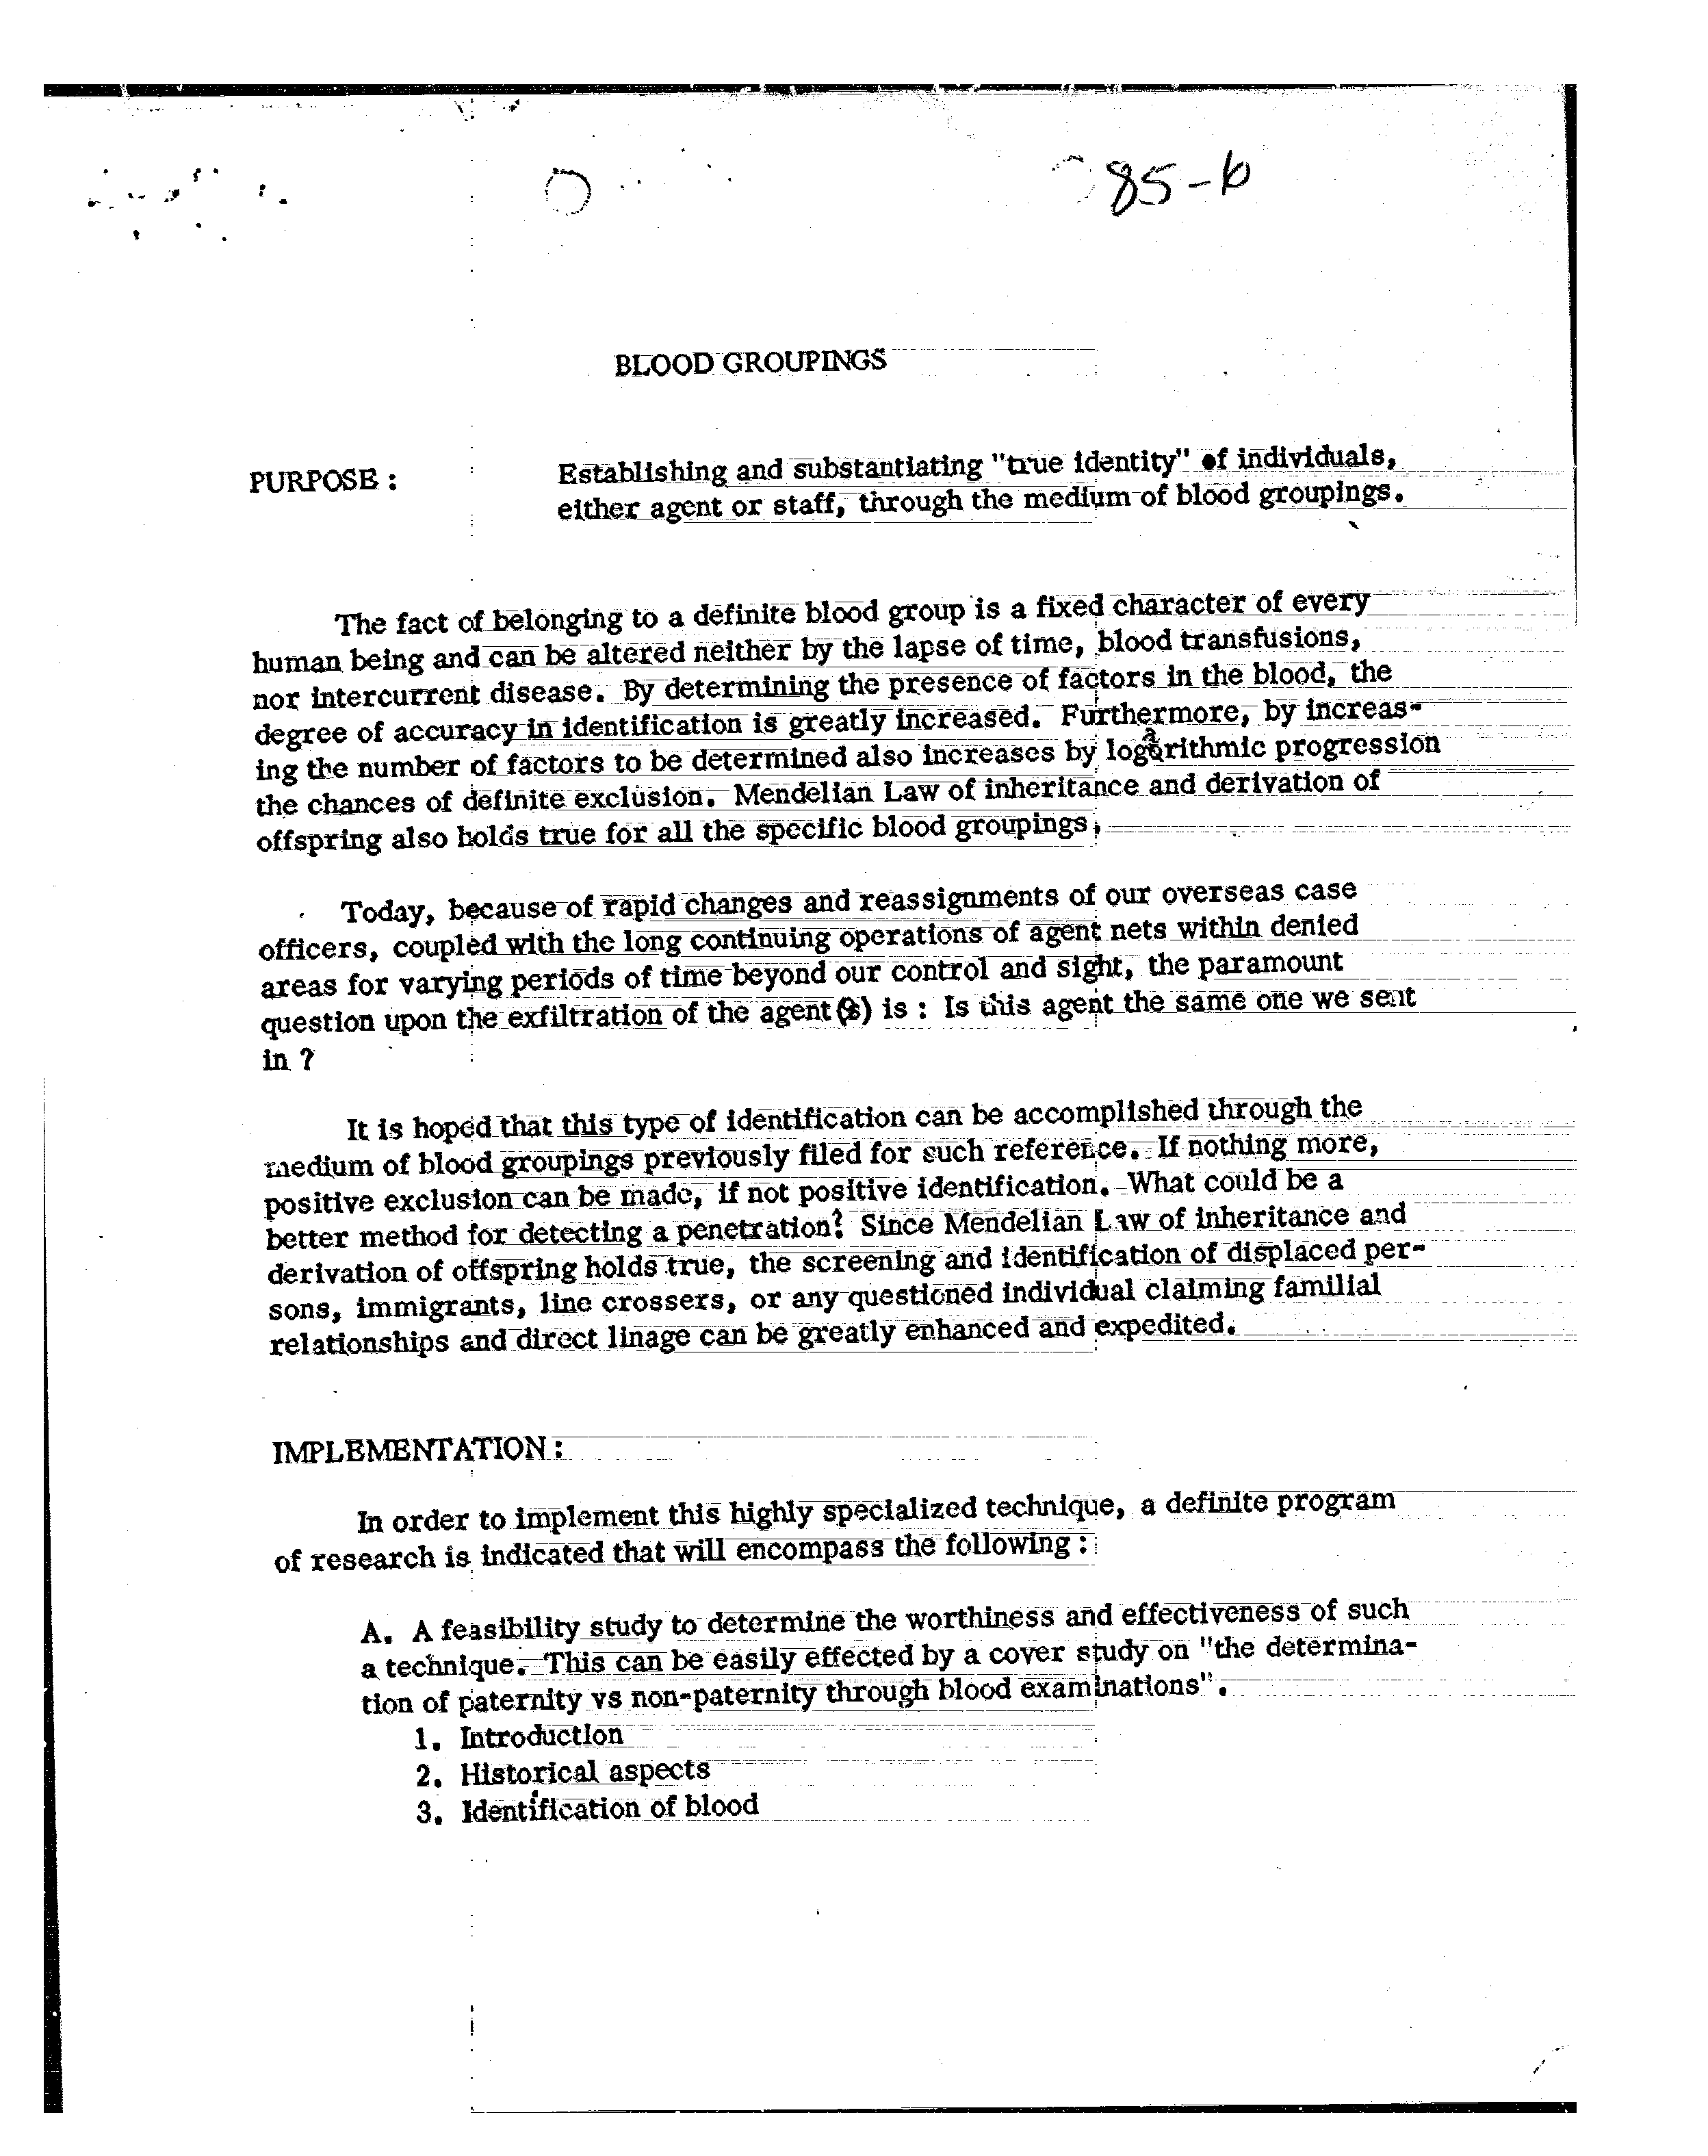 85-b
BLOOD GROUPINGS
PURPOSE : Establishing and substantiating "true identity" of individuals,
either agent or staff, through the medium of blood groupings.
The fact of belonging to a definite blood group is a fixed character of every
human being and can be altered neither by the lapse of time, blood transfusions,
nor intercurrent disease. By determining the presence of factors in the blood, the
degree of accuracy in identification is greatly increased. Furthermore, by increas-
ing the number of factors to be determined also increases by logarithmic progression
the chances of definite exclusion. Mendelian Law of inheritance and derivation of
offspring also holds true for all the specific blood groupings.
Today, because of rapid changes and reassignments of our overseas case
officers, coupled with the long continuing operations of agent nets within denied
areas for varying periods of time beyond our control and sight, the paramount
question upon the exfiltration of the agent(s) is : Is this agent the same one we sent
in ?
It is hoped that this type of identification can be accomplished through the
medium of blood groupings previously filed for such reference. If nothing more,
positive exclusion can be made, if not positive identification. What could be a
better method for detecting a penetration? Since Mendelian Law of inheritance and
derivation of offspring holds true, the screening and identification of displaced per-
sons, immigrants, line crossers, or any questioned individual claiming familial
relationships and direct linage can be greatly enhanced and expedited.
IMPLEMENTATION :
In order to implement this highly specialized technique, a definite program
of research is indicated that will encompass the following :
A. A feasibility study to determine the worthiness and effectiveness of such
a technique. This can be easily effected by a cover study on "the determina-
tion of paternity vs non-paternity through blood examinations".
1. Introduction
2. Historical aspects
3. Identification of blood